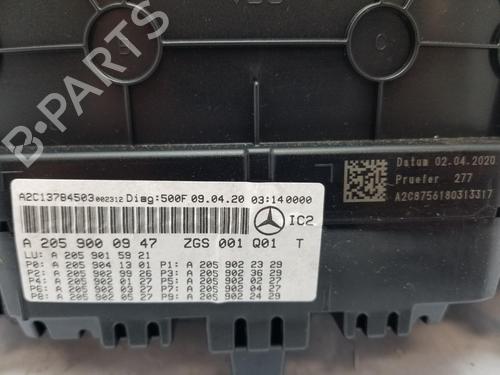 B-PARTS
Datum 02.04.2020
Pruefer 277
A2C8756180313317
A2C13784503002312 Diag:500F 09.04.20 03:14 0000
IC2
A 205 900 09 47 ZGS 001 Q01 T
LU: A 205 901 59 21
P0: A 205 904 13 01 P1: A 205 902 23 29
P2: A 205 902 99 26 P3: A 205 902 36 29
P4: A 205 902 01 27 P5: A 205 902 02 27
P6: A 205 902 03 27 P7: A 205 902 04 27
P8: A 205 902 05 27 P9: A 205 902 24 29